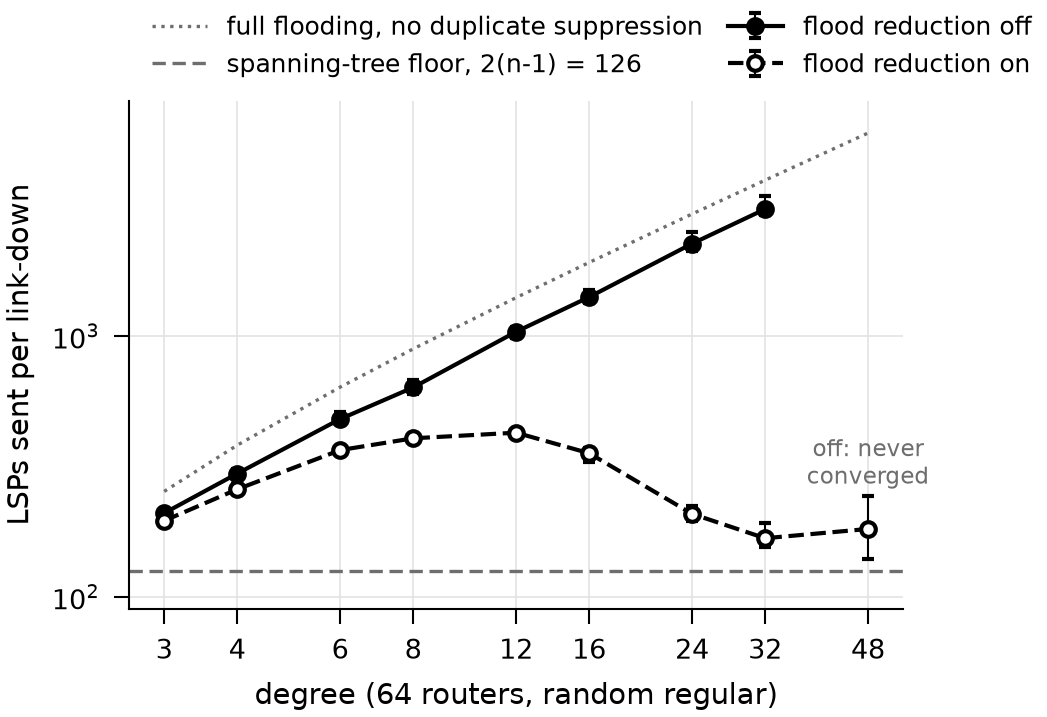 full flooding, no duplicate suppression
spanning-tree floor, 2(n-1) = 126
flood reduction off
flood reduction on
LSPs sent per link-down
10³
10²
off: never
converged
3 4 6 8 12 16 24 32 48
degree (64 routers, random regular)